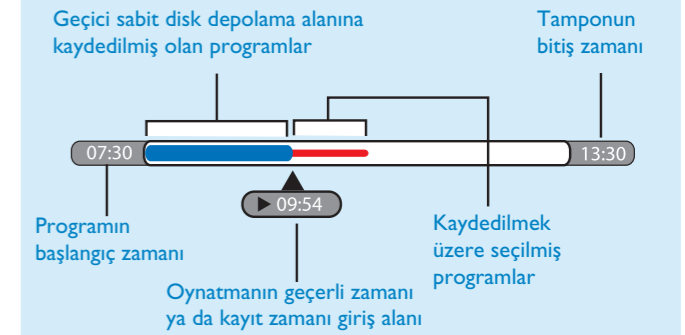 Geçici sabit disk depolama alanına
kaydedilmiş olan programlar
Tamponun
bitiş zamanı
07:30
13:30
09:54
Programın
başlangıç zamanı
Kaydedilmek
üzere seçilmiş
programlar
Oynatmanın geçerli zamanı
ya da kayıt zamanı giriş alanı